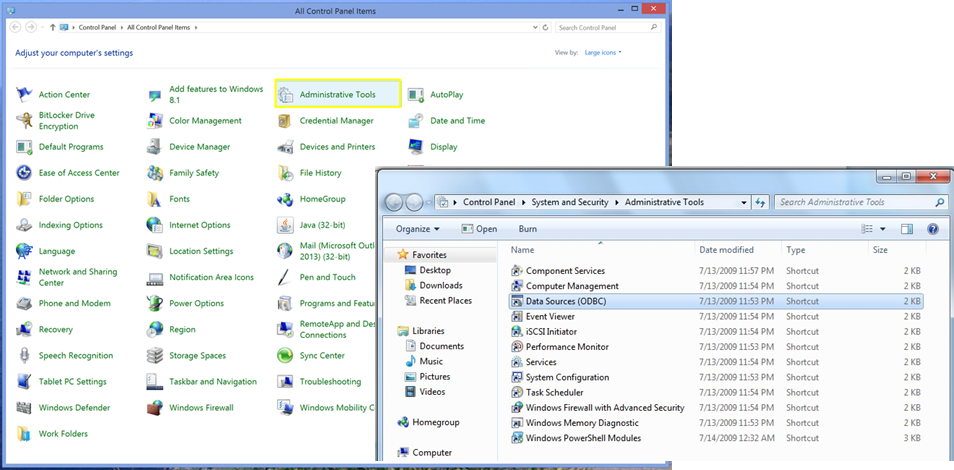 All Control Panel Items
Control Panel All Control Panel Items Search Control Panel
Adjust your computer's settings
View by: Large icons
Action Center
Add features to Windows 8.1
Administrative Tools
AutoPlay
BitLocker Drive Encryption
Color Management
Credential Manager
Date and Time
Default Programs
Device Manager
Devices and Printers
Display
Ease of Access Center
Family Safety
File History
Folder Options
Fonts
HomeGroup
Indexing Options
Internet Options
Java (32-bit)
Language
Location Settings
Mail (Microsoft Outlo
2013) (32-bit)
Network and Sharing Center
Notification Area Icons
Pen and Touch
Phone and Modem
Power Options
Programs and Featu
Recovery
Region
RemoteApp and Des
Connections
Speech Recognition
Storage Spaces
Sync Center
Tablet PC Settings
Taskbar and Navigation
Troubleshooting
Windows Defender
Windows Firewall
Windows Mobility C
Work Folders
Control Panel System and Security Administrative Tools Search Administrative Tools
Organize Open Burn
Favorites
Desktop
Downloads
Recent Places
Libraries
Documents
Music
Pictures
Videos
Homegroup
Computer
Name Date modified Type Size
Component Services 7/13/2009 11:57 PM Shortcut 2 KB
Computer Management 7/13/2009 11:54 PM Shortcut 2 KB
Data Sources (ODBC) 7/13/2009 11:53 PM Shortcut 2 KB
Event Viewer 7/13/2009 11:54 PM Shortcut 2 KB
iSCSI Initiator 7/13/2009 11:54 PM Shortcut 2 KB
Performance Monitor 7/13/2009 11:53 PM Shortcut 2 KB
Services 7/13/2009 11:54 PM Shortcut 2 KB
System Configuration 7/13/2009 11:53 PM Shortcut 2 KB
Task Scheduler 7/13/2009 11:54 PM Shortcut 2 KB
Windows Firewall with Advanced Security 7/13/2009 11:54 PM Shortcut 2 KB
Windows Memory Diagnostic 7/13/2009 11:53 PM Shortcut 2 KB
Windows PowerShell Modules 7/14/2009 12:32 AM Shortcut 3 KB